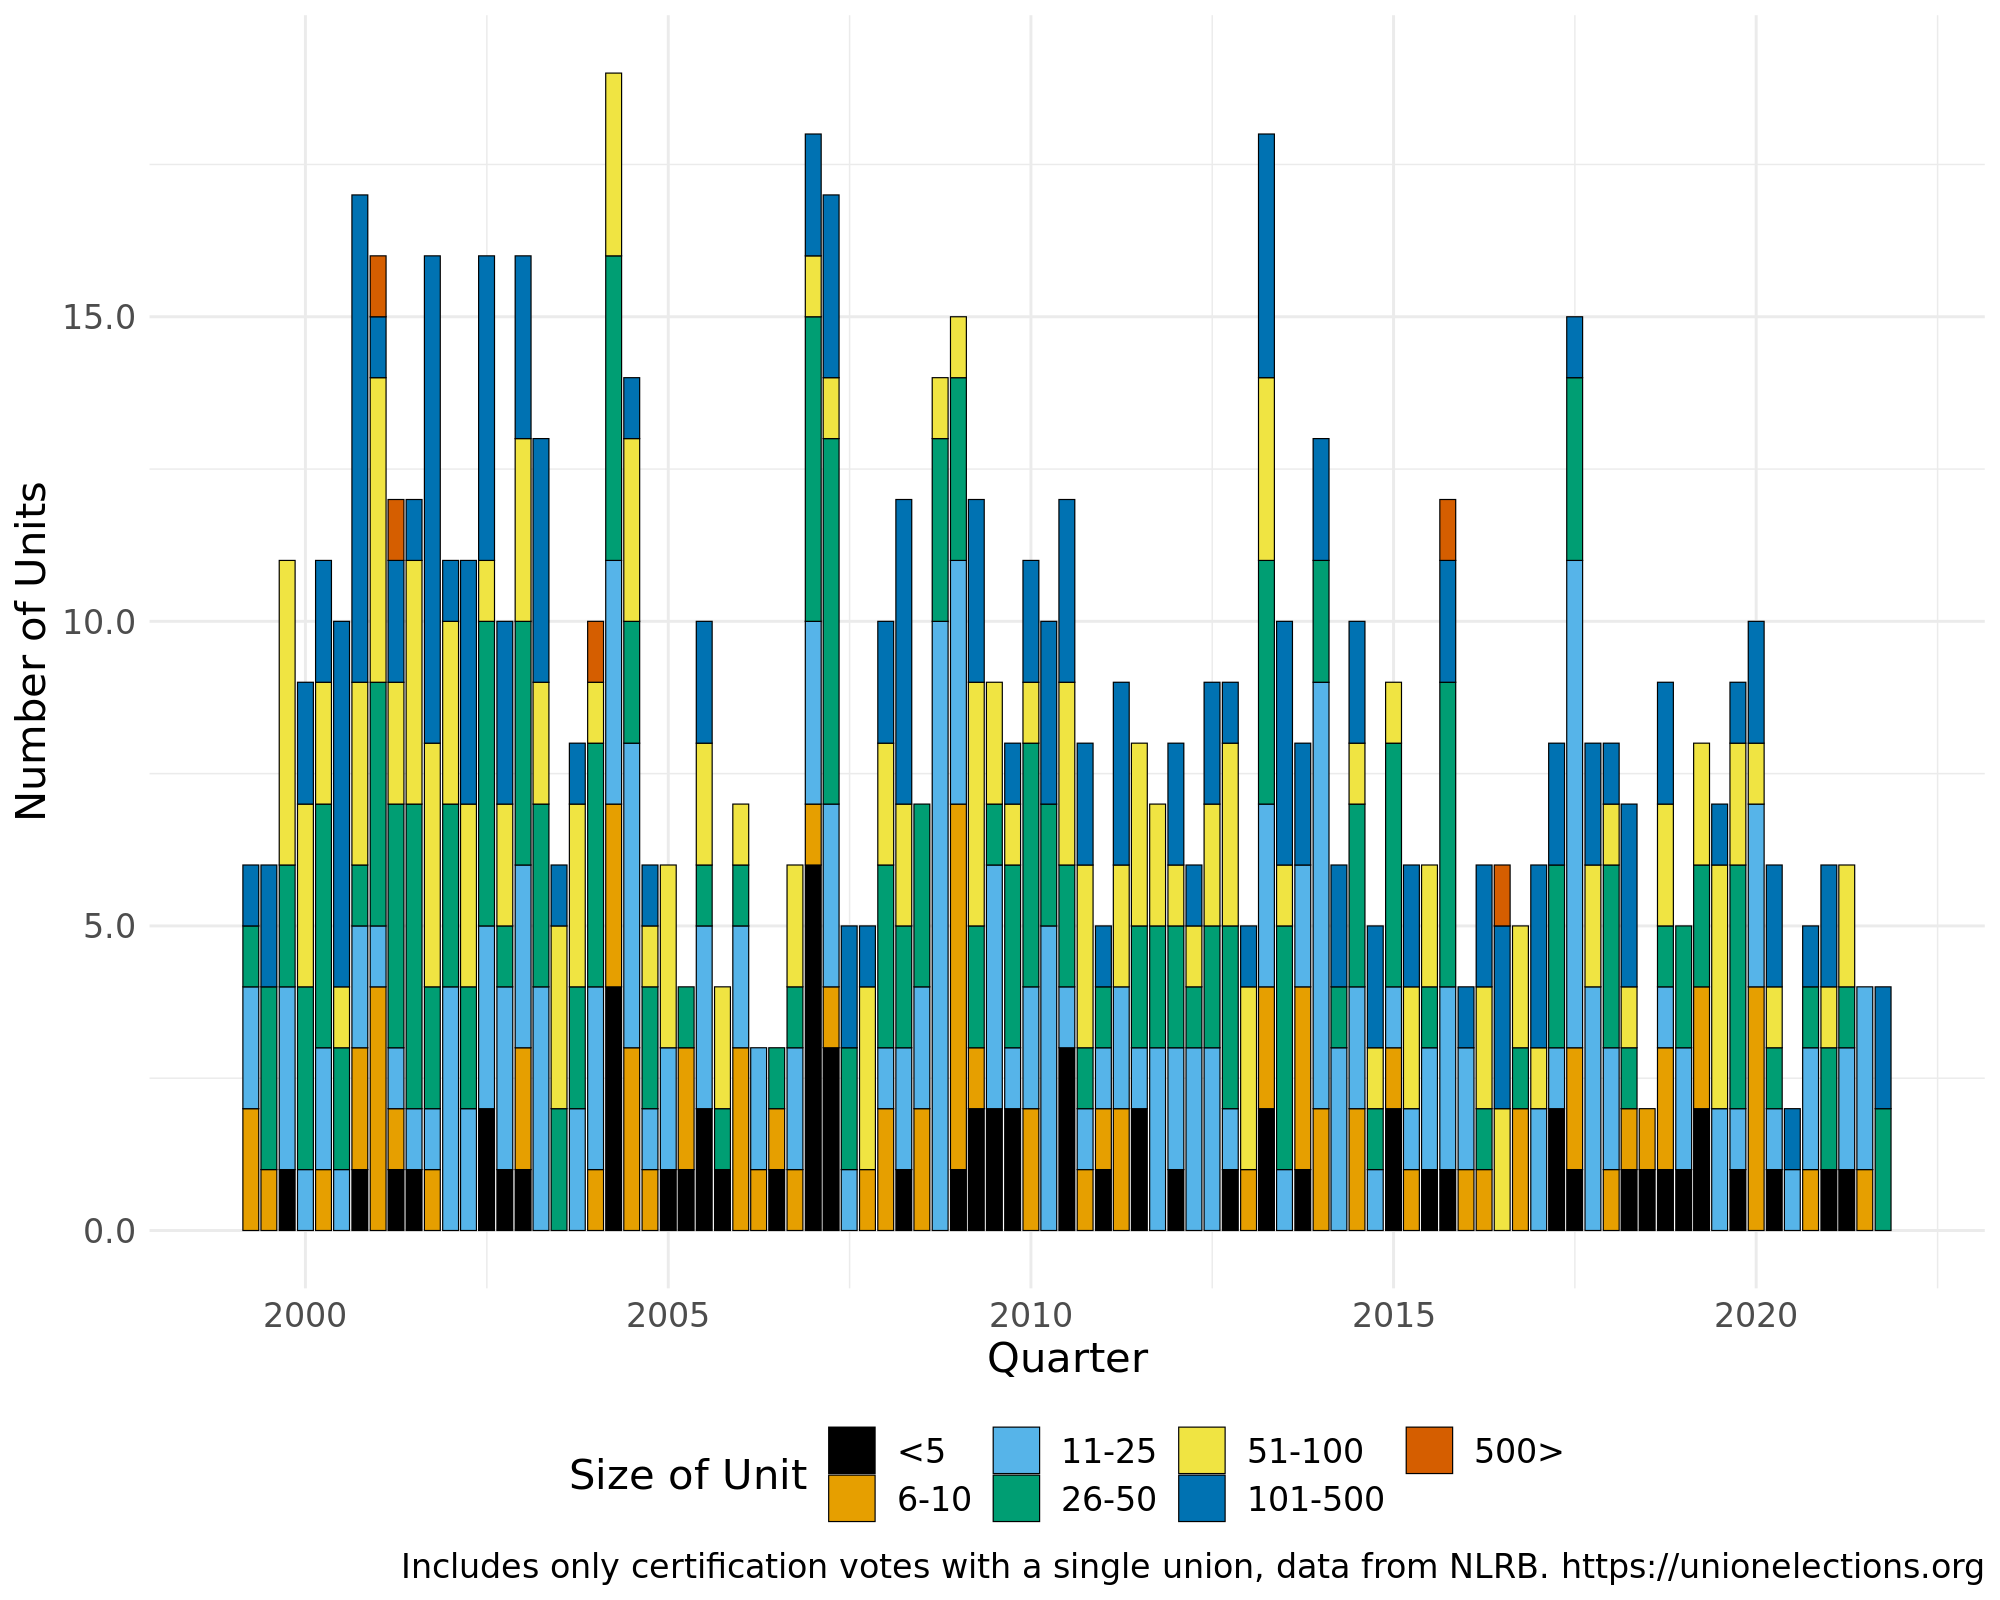 Number of Units
15.0
10.0
5.0
0.0
2000 2005 2010 2015 2020
Quarter
Size of Unit
<5 11-25 51-100 500>
6-10 26-50 101-500
Includes only certification votes with a single union, data from NLRB. https://unionelections.org